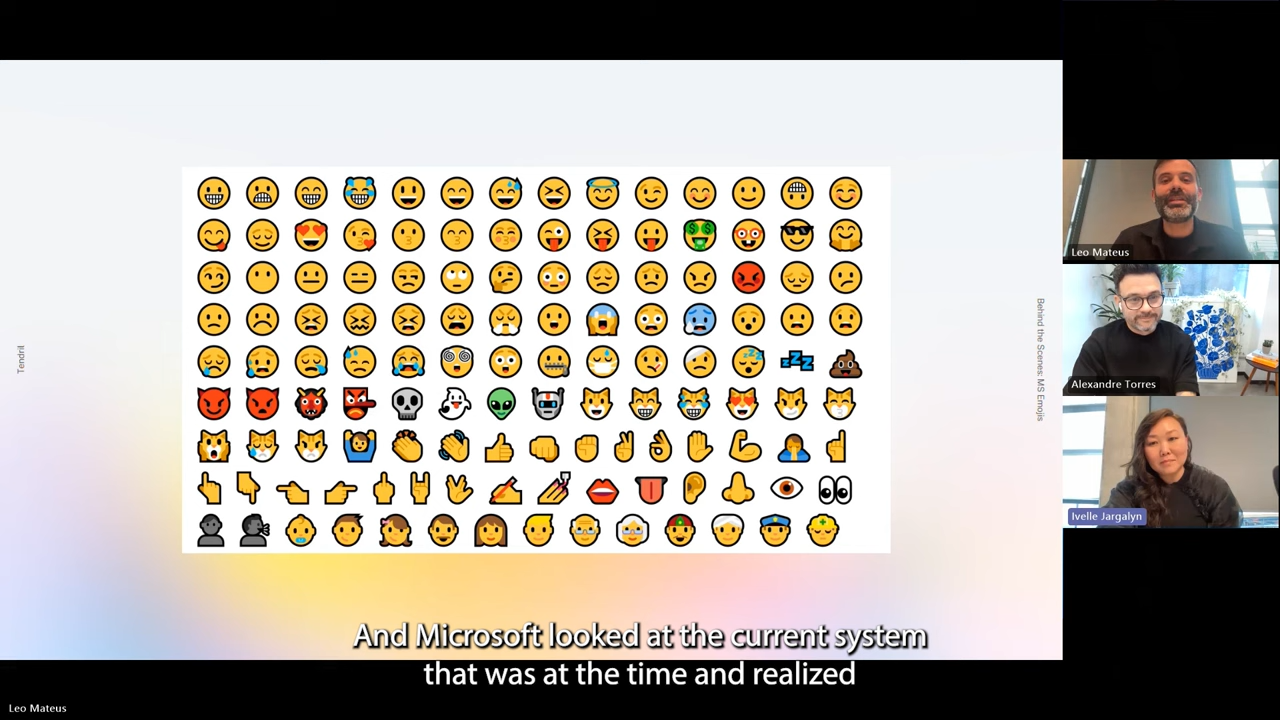 Tendril
Behind the Scenes: MS Emojis
Leo Mateus
Alexandre Torres
Ivelle Jargalyn
And Microsoft looked at the current system
that was at the time and realized
Leo Mateus